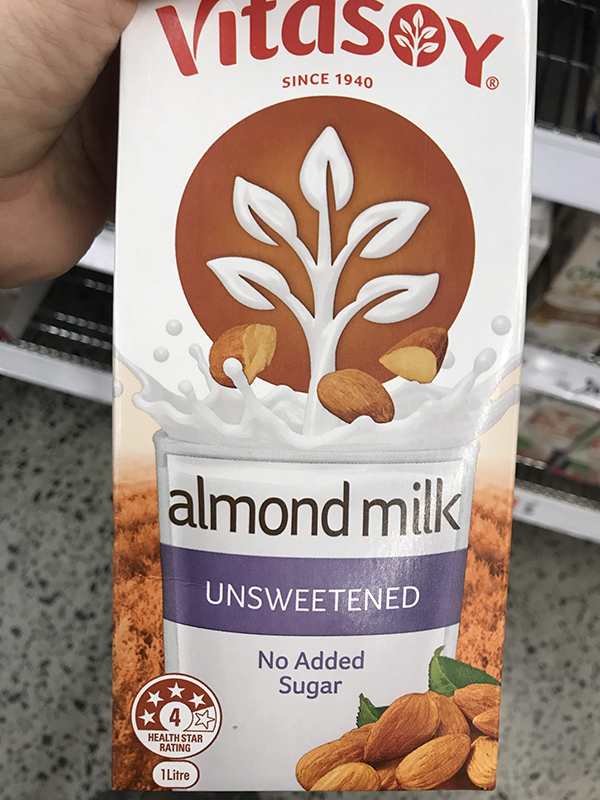 Vitasoy®
SINCE 1940
almond milk
UNSWEETENED
No Added
Sugar
4
HEALTH STAR
RATING
1 Litre